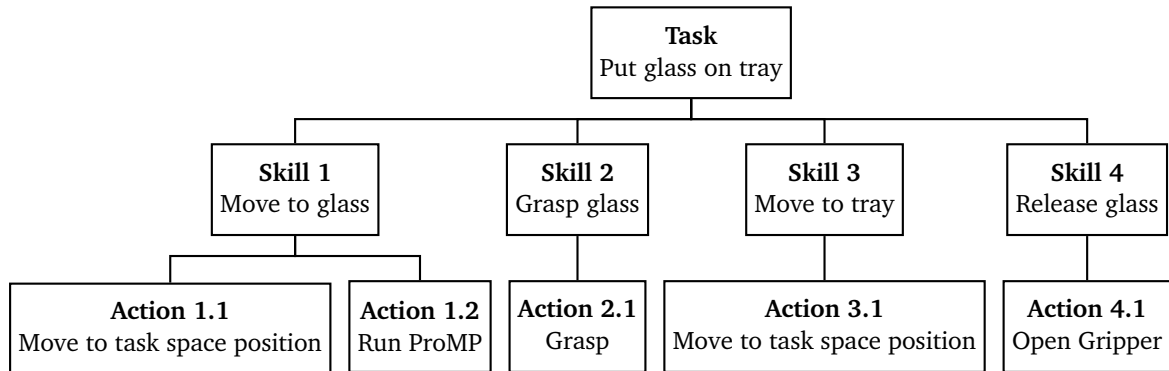 Task
Put glass on tray
Skill 1
Move to glass
Skill 2
Grasp glass
Skill 3
Move to tray
Skill 4
Release glass
Action 1.1
Move to task space position
Action 1.2
Run ProMP
Action 2.1
Grasp
Action 3.1
Move to task space position
Action 4.1
Open Gripper